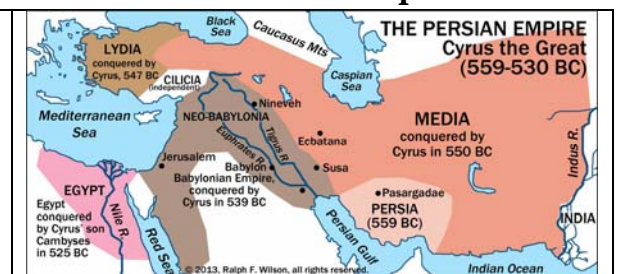 THE PERSIAN EMPIRE
Cyrus the Great
(559-530 BC)
Black
Sea
Caucasus Mts
Caspian
Sea
LYDIA
conquered by
Cyrus, 547 BC
CILICIA
(independent)
Mediterranean
Sea
NEO-BABYLONIA
Nineveh
Euphrates R.
Tigris R.
Ecbatana
MEDIA
conquered by
Cyrus in 550 BC
Indus R.
Jerusalem
Babylon
Susa
Babylonian Empire,
conquered by
Cyrus in 539 BC
Pasargadae
PERSIA
(559 BC)
INDIA
EGYPT
Egypt
conquered by
Cyrus' son
Cambyses
in 525 BC
Nile R.
Red Sea
Persian Gulf
Indian Ocean
© 2013, Ralph F. Wilson, all rights reserved.